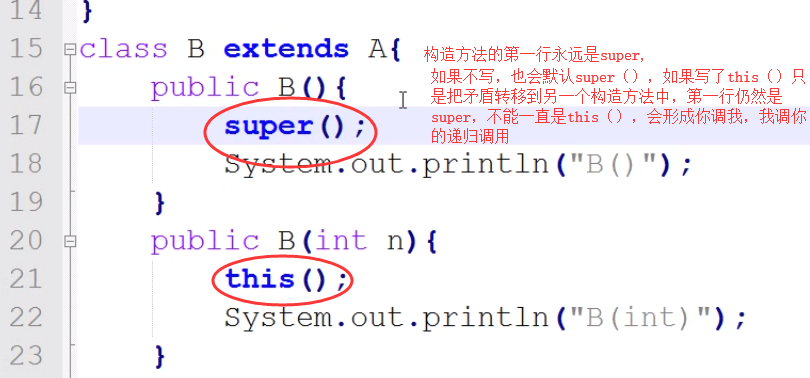 14 }
15 class B extends A{
构造方法的第一行永远是super,
16 public B(){
如果不写，也会默认super（），如果写了this（）只
是把矛盾转移到另一个构造方法中，第一行仍然是
17 super();
super，不能一直是this（），会形成你调我，我调你
的递归调用
18 System.out.println("B()");
19 }
20 public B(int n){
21 this();
22 System.out.println("B(int)");
23 }